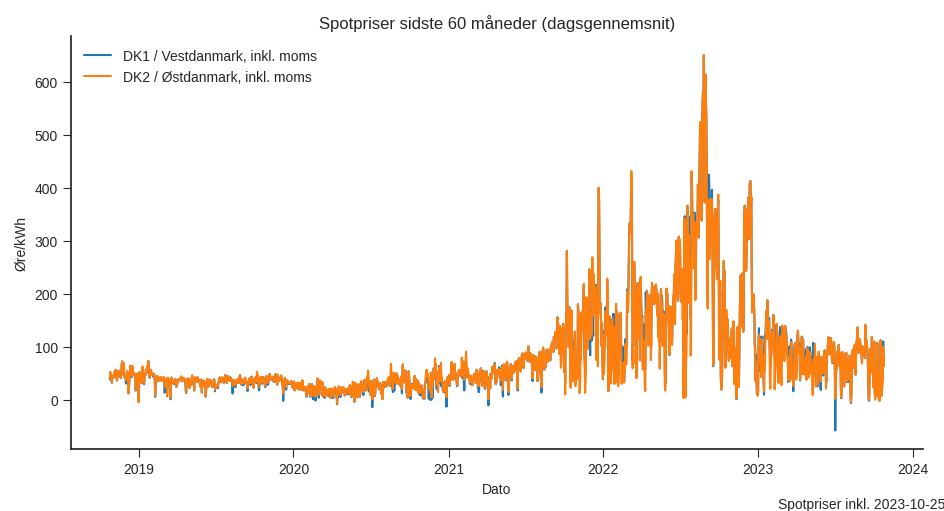 Spotpriser sidste 60 måneder (dagsgennemsnit)
DK1 / Vestdanmark, inkl. moms
DK2 / Østdanmark, inkl. moms
Øre/kWh
600
500
400
300
200
100
0
2019 2020 2021 2022 2023 2024
Dato
Spotpriser inkl. 2023-10-25